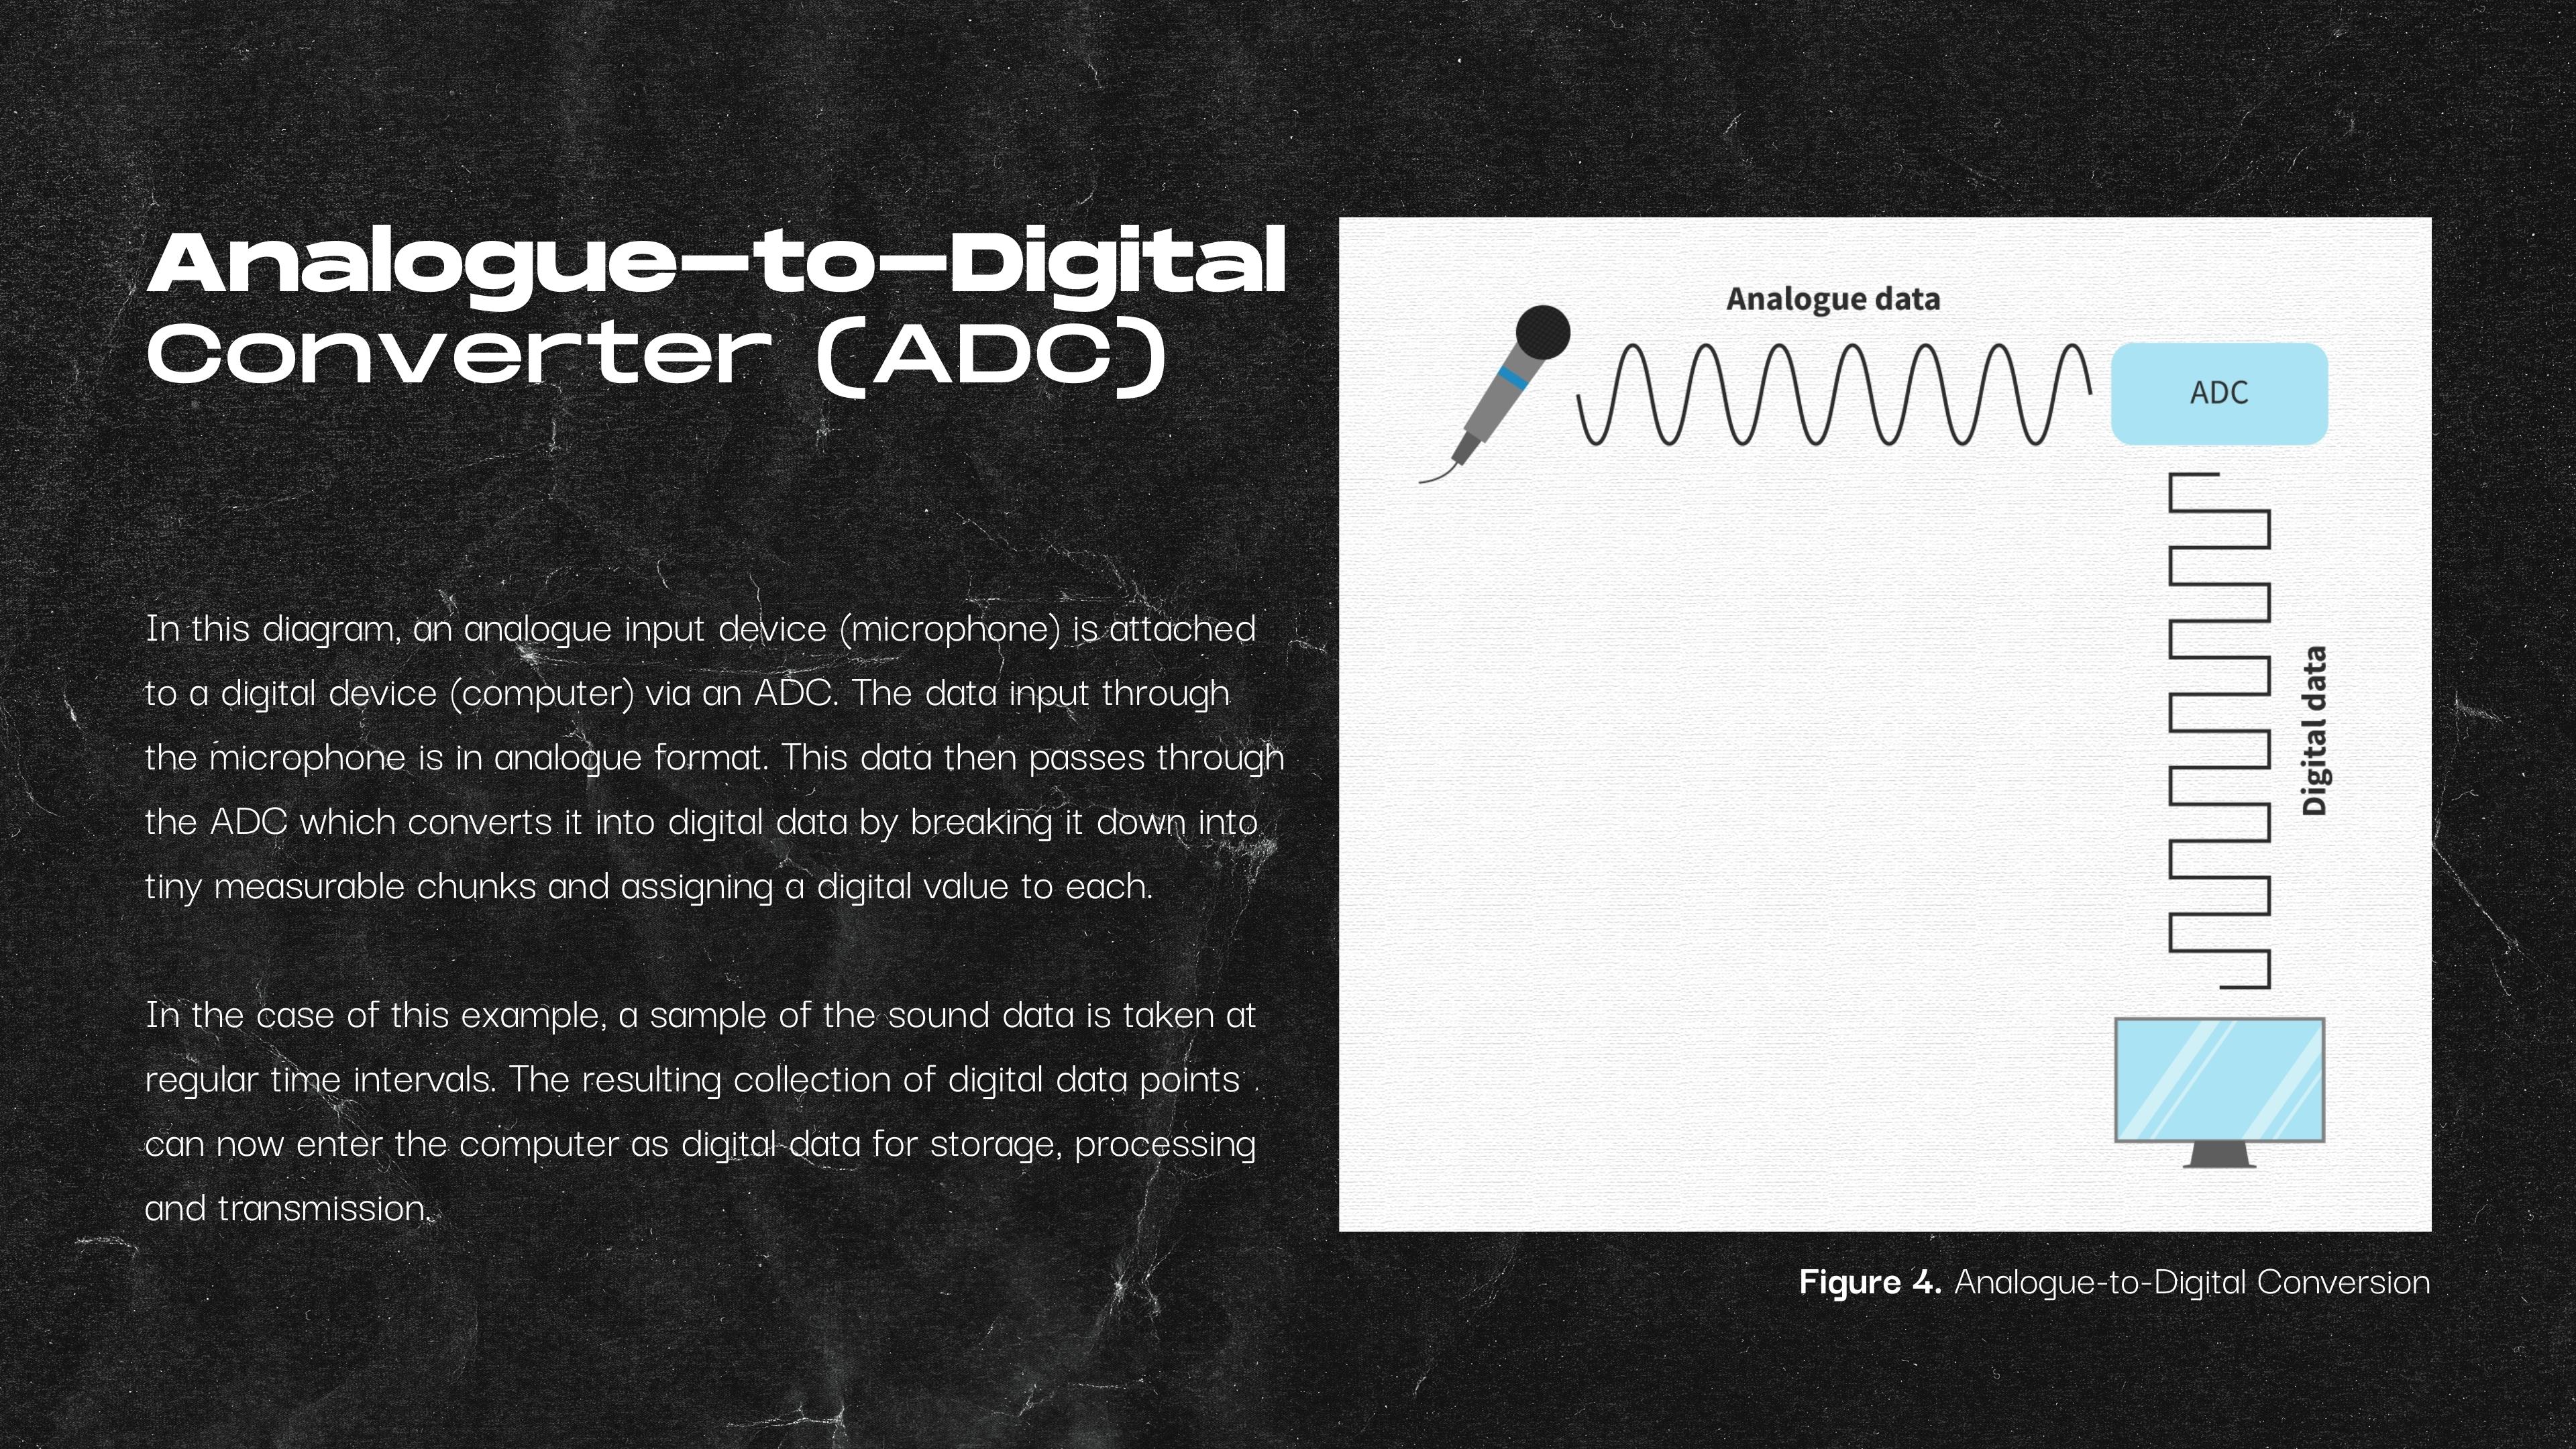 Analogue-to-Digital
Converter (ADC)
In this diagram, an analogue input device (microphone) is attached
to a digital device (computer) via an ADC. The data input through
the microphone is in analogue format. This data then passes through
the ADC which converts it into digital data by breaking it down into
tiny measurable chunks and assigning a digital value to each.
In the case of this example, a sample of the sound data is taken at
regular time intervals. The resulting collection of digital data points
can now enter the computer as digital data for storage, processing
and transmission.
Analogue data
ADC
Digital data
Figure 4. Analogue-to-Digital Conversion